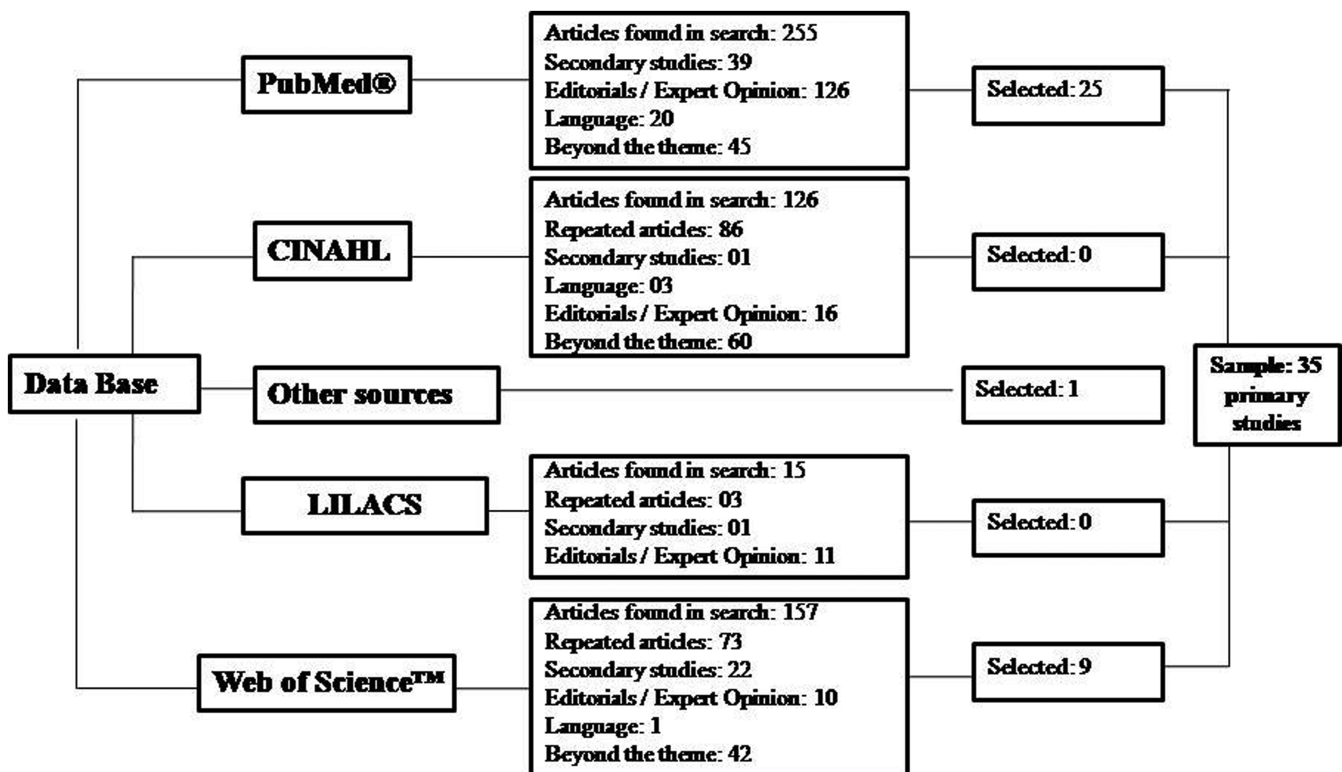 PubMed®
Articles found in search: 255
Secondary studies: 39
Editorials / Expert Opinion: 126
Language: 20
Beyond the theme: 45
Selected: 25
CINAHL
Articles found in search: 126
Repeated articles: 86
Secondary studies: 01
Language: 03
Editorials / Expert Opinion: 16
Beyond the theme: 60
Selected: 0
Data Base
Other sources
Selected: 1
Sample: 35
primary
studies
LILACS
Articles found in search: 15
Repeated articles: 03
Secondary studies: 01
Editorials / Expert Opinion: 11
Selected: 0
Web of Science™
Articles found in search: 157
Repeated articles: 73
Secondary studies: 22
Editorials / Expert Opinion: 10
Language: 1
Beyond the theme: 42
Selected: 9